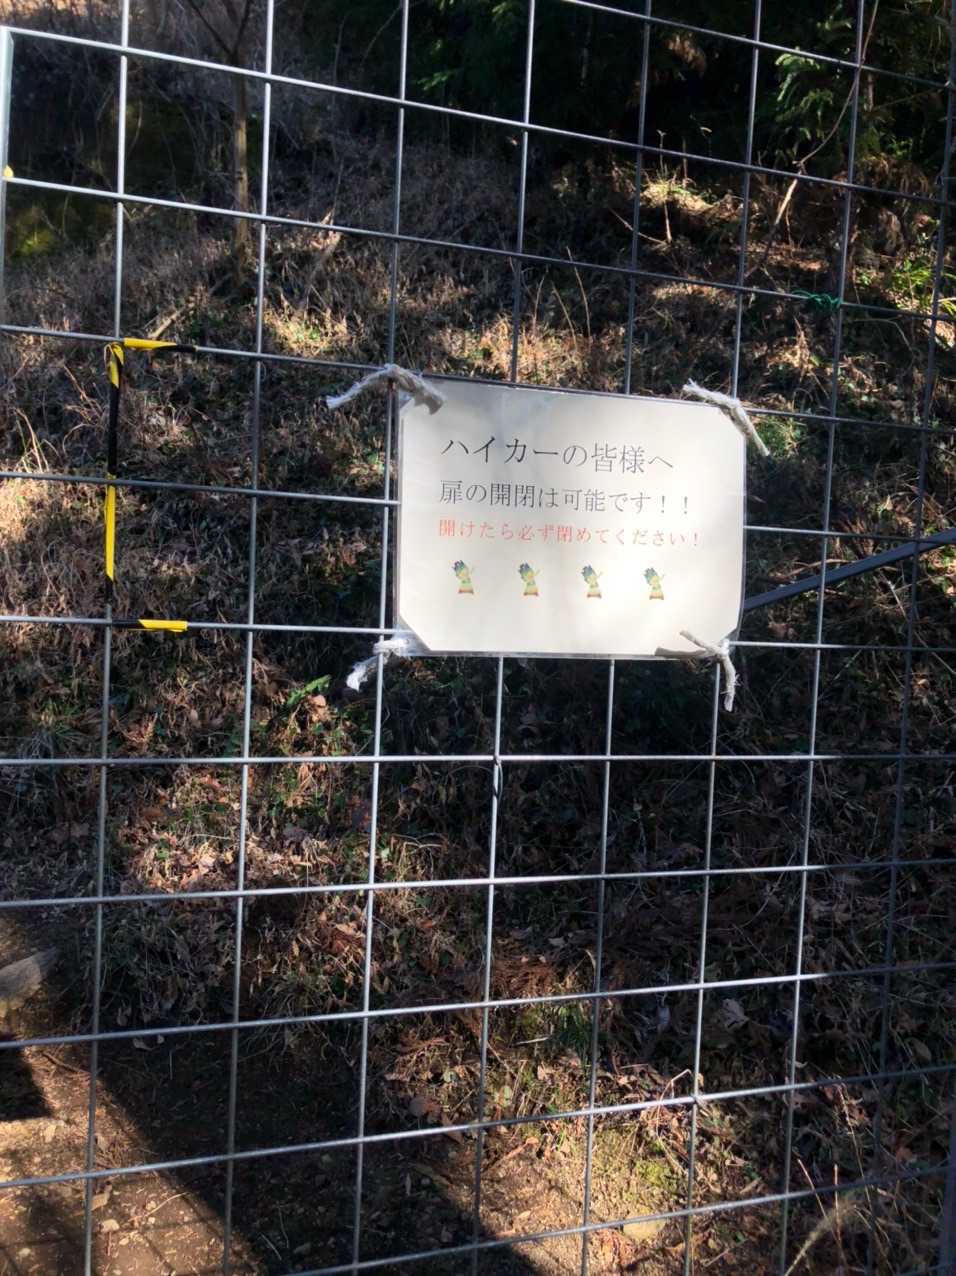 ハイカーの皆様へ
扉の開閉は可能です！！
開けたら必ず閉めてください！